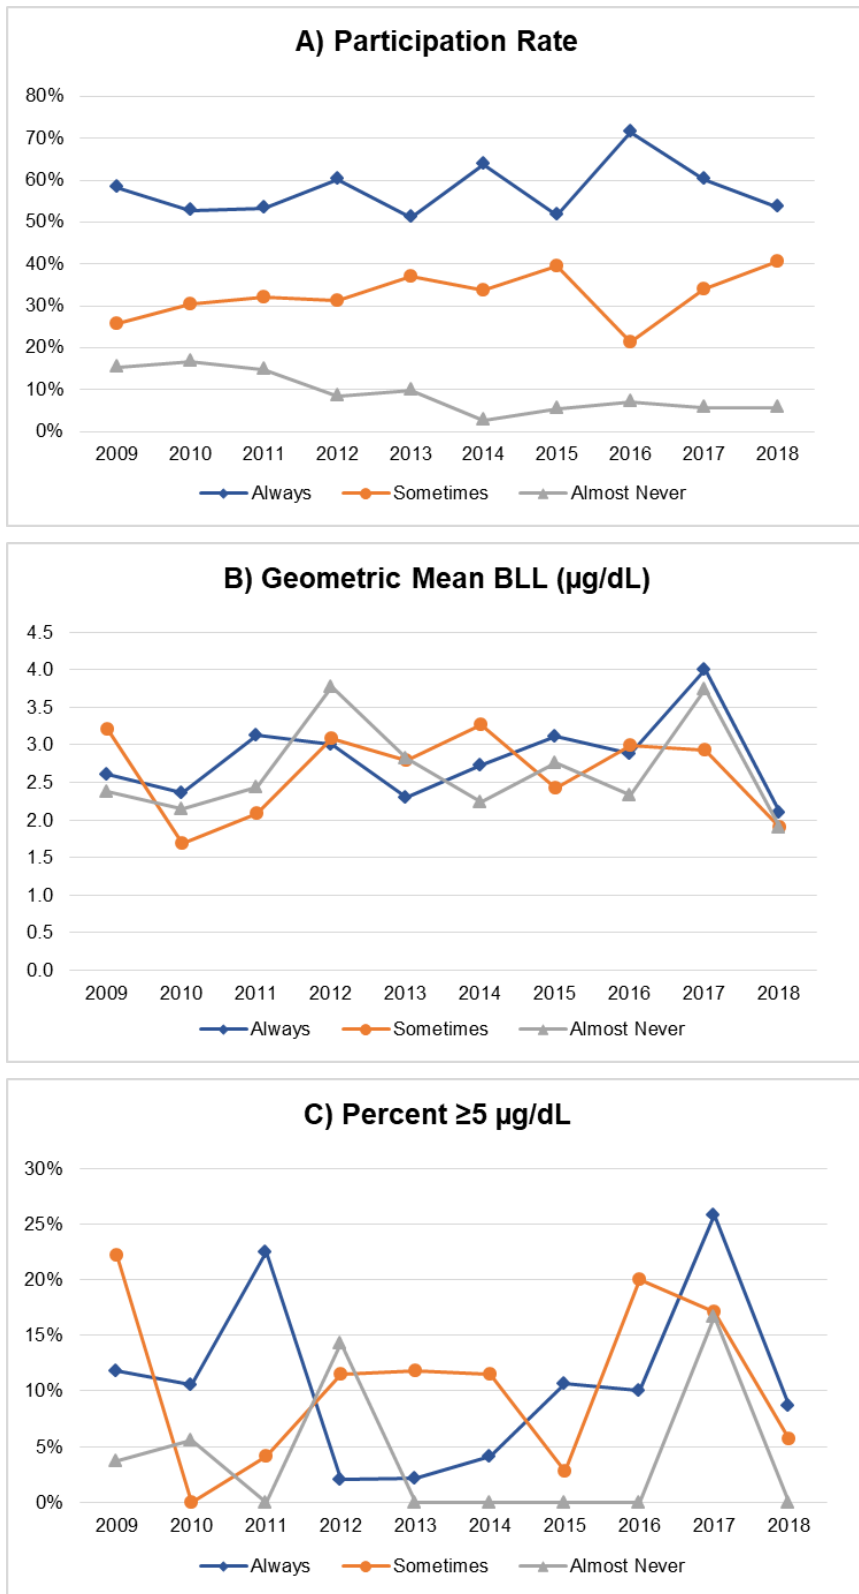 A) Participation Rate
80%
70%
60%
50%
40%
30%
20%
10%
0%
2009 2010 2011 2012 2013 2014 2015 2016 2017 2018
Always Sometimes Almost Never
B) Geometric Mean BLL (µg/dL)
4.5
4.0
3.5
3.0
2.5
2.0
1.5
1.0
0.5
0.0
2009 2010 2011 2012 2013 2014 2015 2016 2017 2018
Always Sometimes Almost Never
C) Percent ≥5 µg/dL
30%
25%
20%
15%
10%
5%
0%
2009 2010 2011 2012 2013 2014 2015 2016 2017 2018
Always Sometimes Almost Never